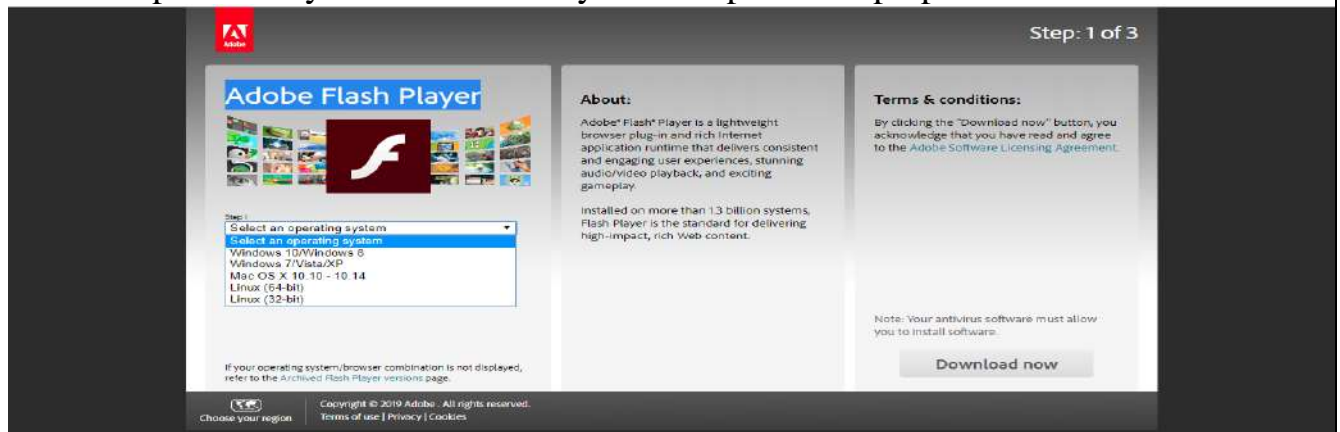 Adobe
Step: 1 of 3
Adobe Flash Player
Step 1
Select an operating system
Select an operating system
Windows 10/Windows 8
Windows 7/Vista/XP
Mac OS X 10.10 - 10.14
Linux (64-bit)
Linux (32-bit)
If your operating system/browser combination is not displayed,
refer to the Archived Flash Player versions page.
About:
Adobe® Flash® Player is a lightweight
browser plug-in and rich Internet
application runtime that delivers consistent
and engaging user experiences, stunning
audio/video playback, and exciting
gameplay.
Installed on more than 1.3 billion systems,
Flash Player is the standard for delivering
high-impact, rich Web content.
Terms & conditions:
By clicking the "Download now" button, you
acknowledge that you have read and agree
to the Adobe Software Licensing Agreement.
Note: Your antivirus software must allow
you to install software.
Download now
Choose your region
Copyright © 2019 Adobe . All rights reserved.
Terms of use | Privacy | Cookies